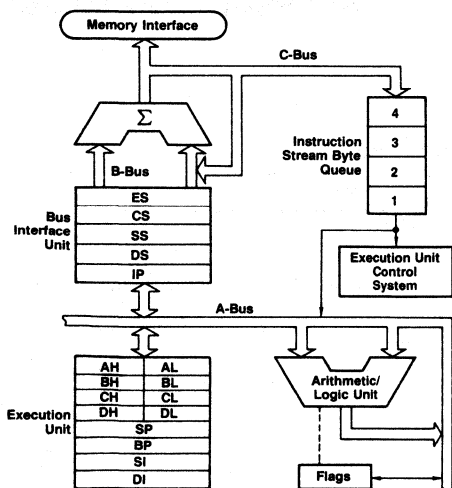 Memory Interface
C-Bus
Σ
B-Bus
Instruction
Stream Byte
Queue
4
3
2
1
Bus
Interface
Unit
ES
CS
SS
DS
IP
Execution Unit
Control
System
A-Bus
Execution
Unit
AH AL
BH BL
CH CL
DH DL
SP
BP
SI
DI
Arithmetic/
Logic Unit
Flags